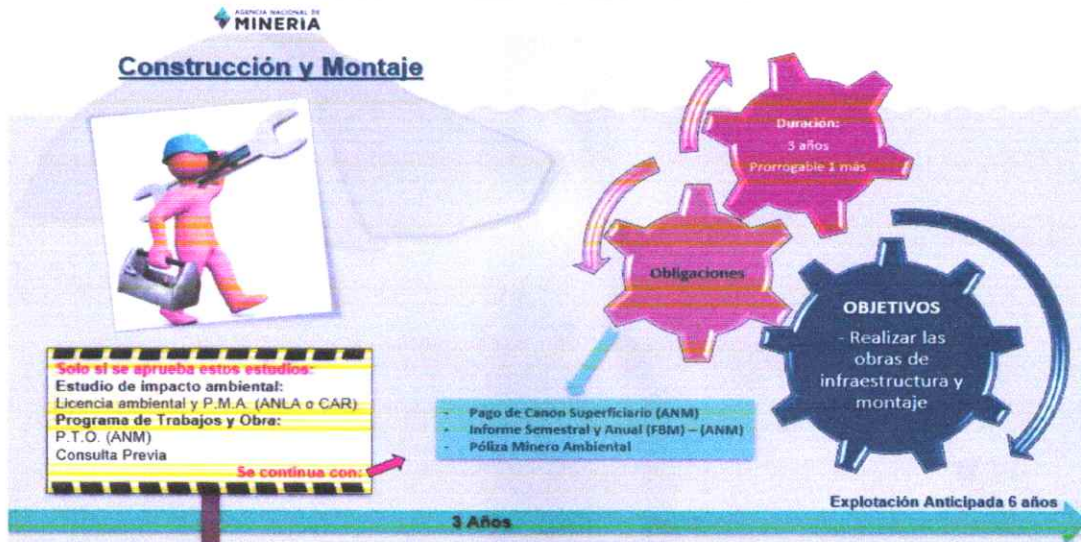 AGENCIA NACIONAL DE
MINERÍA
Construcción y Montaje
Duración:
3 años
Prorrogable 1 más
Obligaciones
OBJETIVOS
- Realizar las
obras de
infraestructura y
montaje
Solo si se aprueba estos estudios:
Estudio de impacto ambiental:
Licencia ambiental y P.M.A. (ANLA o CAR)
Programa de Trabajos y Obra:
P.T.O. (ANM)
Consulta Previa
Se continua con:
- Pago de Canon Superficiario (ANM)
- Informe Semestral y Anual (FBM) – (ANM)
- Póliza Minero Ambiental
Explotación Anticipada 6 años
3 Años